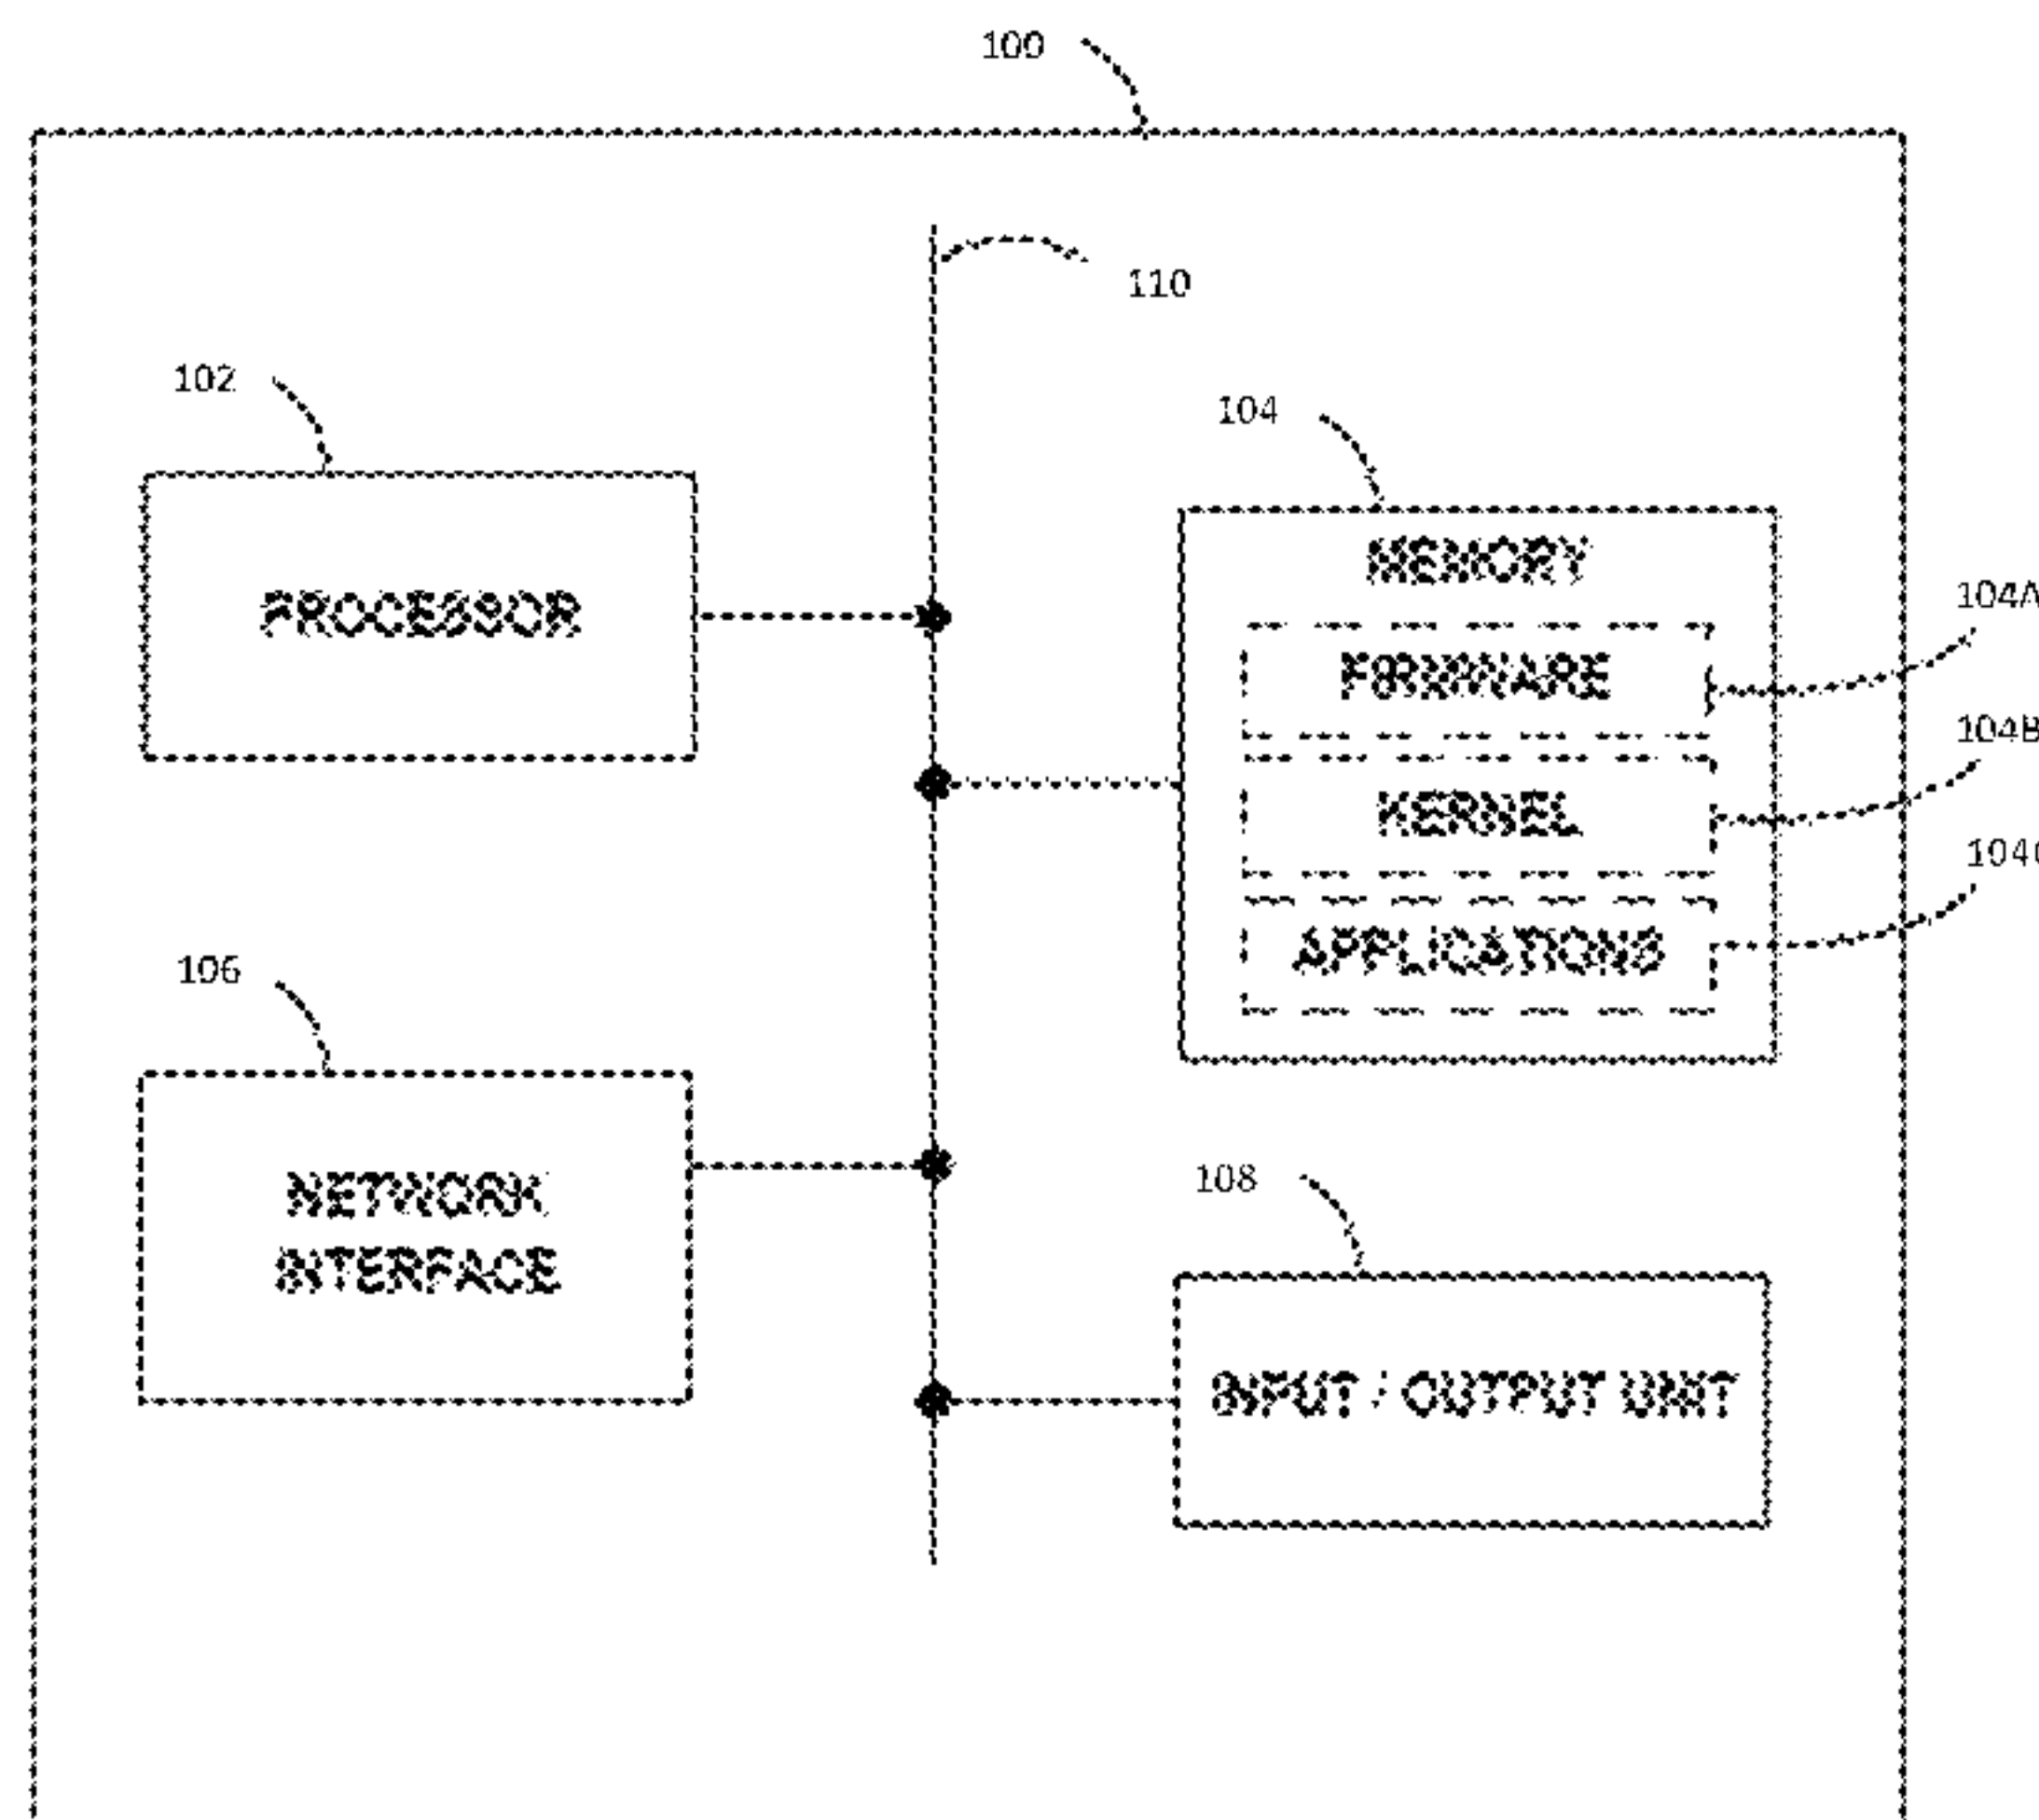 100
110
102
104
PROCESSOR
MEMORY
104A
FIRMWARE
104B
KERNEL
104C
APPLICATIONS
106
NETWORK
INTERFACE
108
INPUT / OUTPUT UNIT